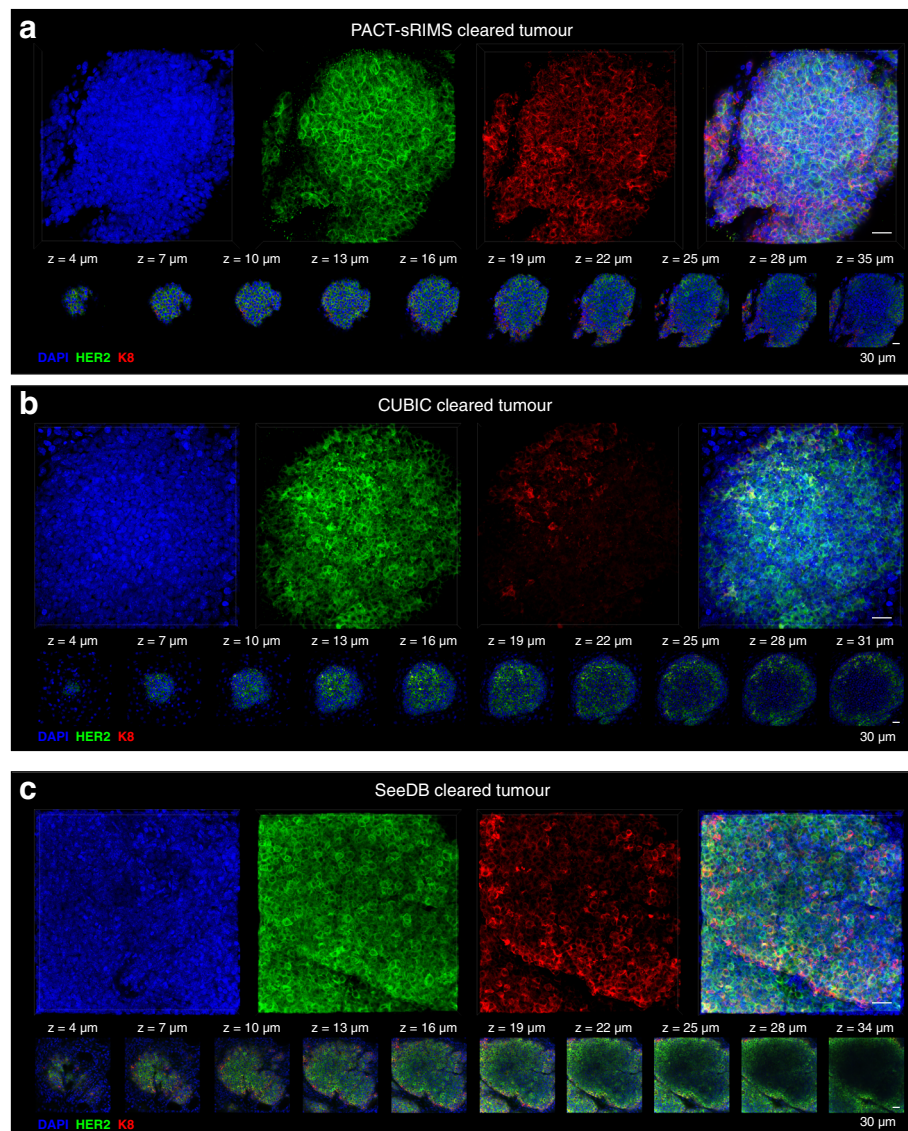 a
PACT-sRIMS cleared tumour
z = 4 µm z = 7 µm z = 10 µm z = 13 µm z = 16 µm z = 19 µm z = 22 µm z = 25 µm z = 28 µm z = 35 µm
DAPI HER2 K8 30 µm
b
CUBIC cleared tumour
z = 4 µm z = 7 µm z = 10 µm z = 13 µm z = 16 µm z = 19 µm z = 22 µm z = 25 µm z = 28 µm z = 31 µm
DAPI HER2 K8 30 µm
c
SeeDB cleared tumour
z = 4 µm z = 7 µm z = 10 µm z = 13 µm z = 16 µm z = 19 µm z = 22 µm z = 25 µm z = 28 µm z = 34 µm
DAPI HER2 K8 30 µm